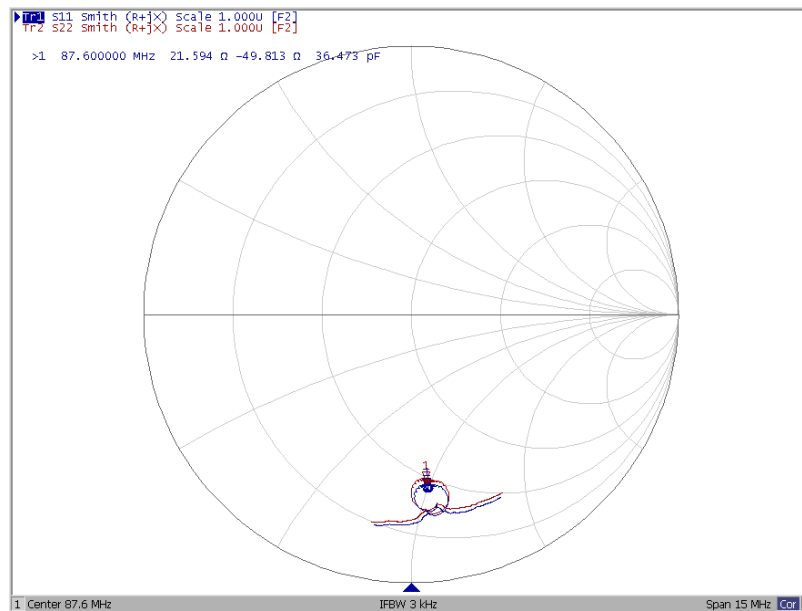 Tr1 S11 Smith (R+jX) Scale 1.000U [F2]
Tr2 S22 Smith (R+jX) Scale 1.000U [F2]
>1 87.600000 MHz 21.594 Ω -49.813 Ω 36.473 pF
1
1 Center 87.6 MHz IFBW 3 kHz Span 15 MHz Cor